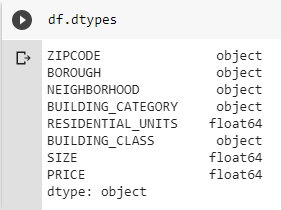 df.dtypes
ZIPCODE object
BOROUGH object
NEIGHBORHOOD object
BUILDING_CATEGORY object
RESIDENTIAL_UNITS float64
BUILDING_CLASS object
SIZE float64
PRICE float64
dtype: object